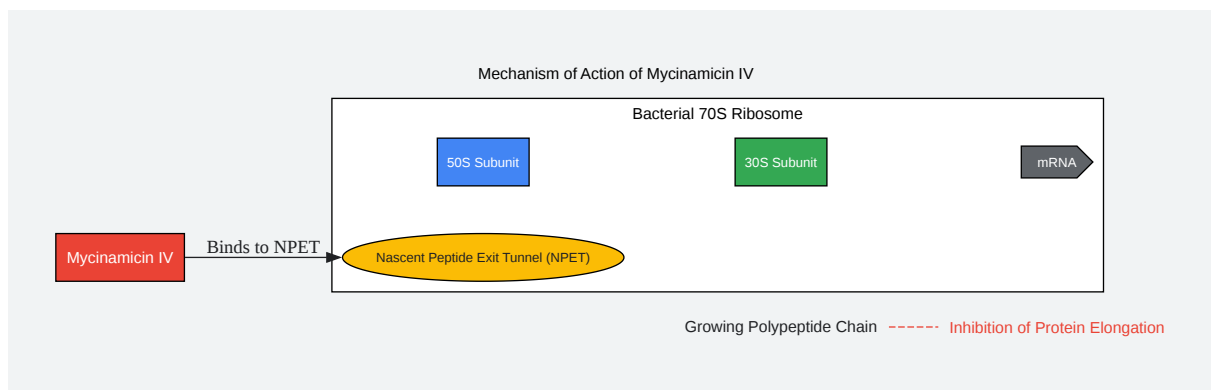 Mechanism of Action of Mycinamicin IV
Bacterial 70S Ribosome
50S Subunit
30S Subunit
mRNA
Mycinamicin IV
Binds to NPET
Nascent Peptide Exit Tunnel (NPET)
Growing Polypeptide Chain
Inhibition of Protein Elongation